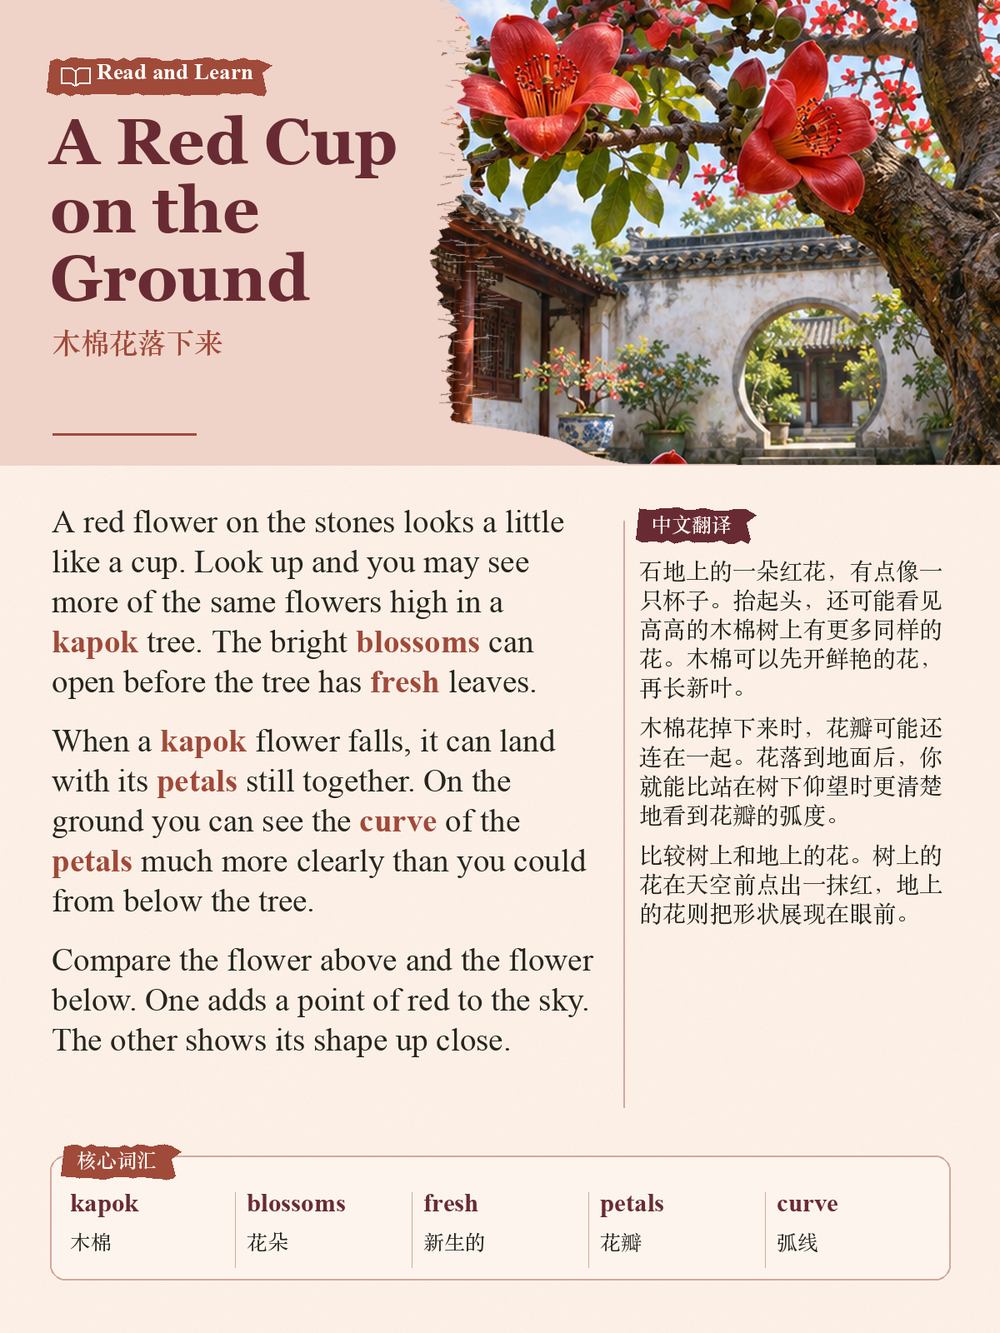 Read and Learn
A Red Cup
on the
Ground
木棉花落下来
A red flower on the stones looks a little
like a cup. Look up and you may see
more of the same flowers high in a
kapok tree. The bright blossoms can
open before the tree has fresh leaves.
When a kapok flower falls, it can land
with its petals still together. On the
ground you can see the curve of the
petals much more clearly than you could
from below the tree.
Compare the flower above and the flower
below. One adds a point of red to the sky.
The other shows its shape up close.
中文翻译
石地上的一朵红花，有点像一
只杯子。抬起头，还可能看见
高高的木棉树上有更多同样的
花。木棉可以先开鲜艳的花，
再长新叶。
木棉花掉下来时，花瓣可能还
连在一起。花落到地面后，你
就能比站在树下仰望时更清楚
地看到花瓣的弧度。
比较树上和地上的花。树上的
花在天空前点出一抹红，地上
的花则把形状展现在眼前。
核心词汇
kapok
木棉
blossoms
花朵
fresh
新生的
petals
花瓣
curve
弧线